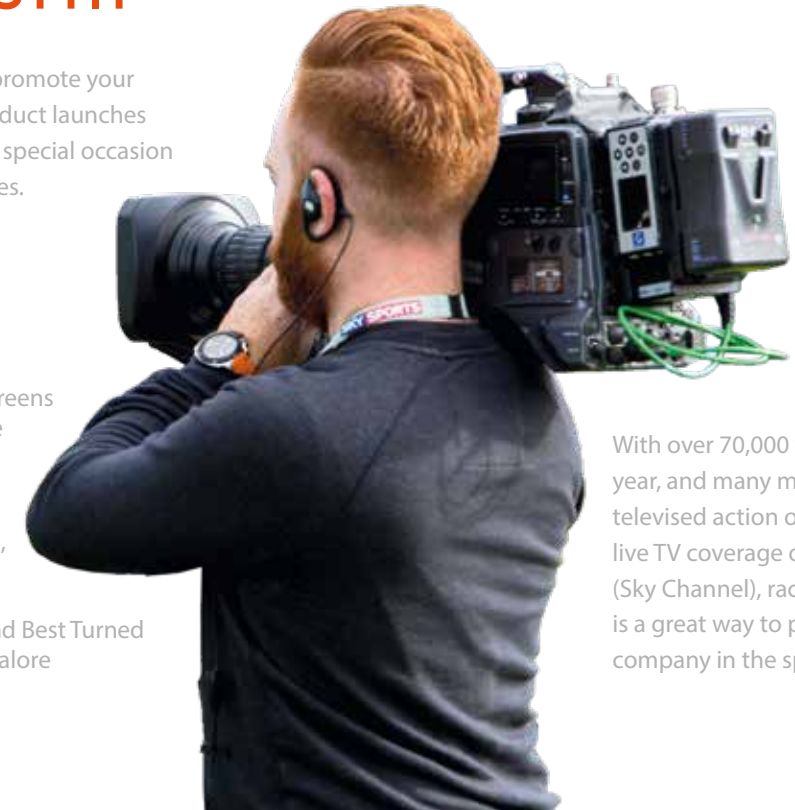 promote your
duct launches
special occasion
es.
reens
e
,
d Best Turned
alore
SKY SPORTS
With over 70,000
year, and many m
televised action o
live TV coverage o
(Sky Channel), rac
is a great way to p
company in the sp